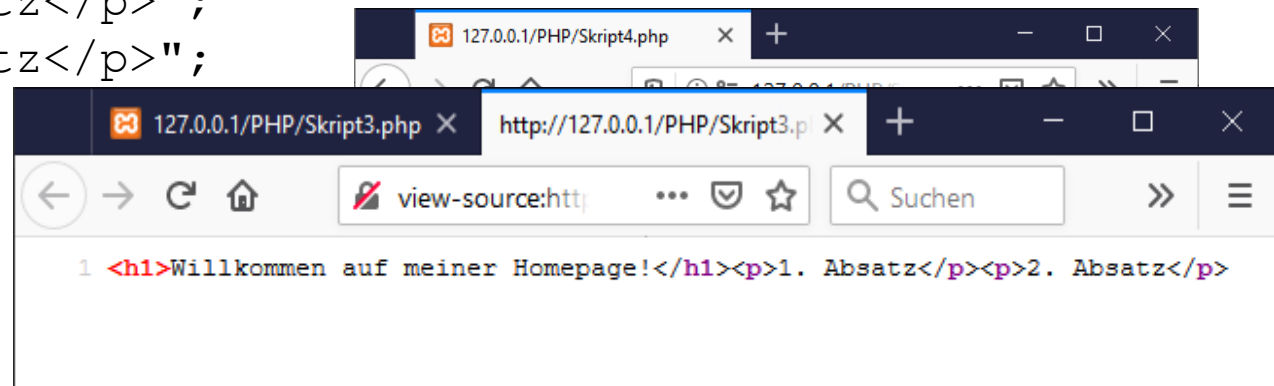 tz</p>";
tz</p>";
127.0.0.1/PHP/Skript4.php
127.0.0.1/PHP/Skript3.php
http://127.0.0.1/PHP/Skript3.p
view-source:http
Suchen
1 <h1>Willkommen auf meiner Homepage!</h1><p>1. Absatz</p><p>2. Absatz</p>